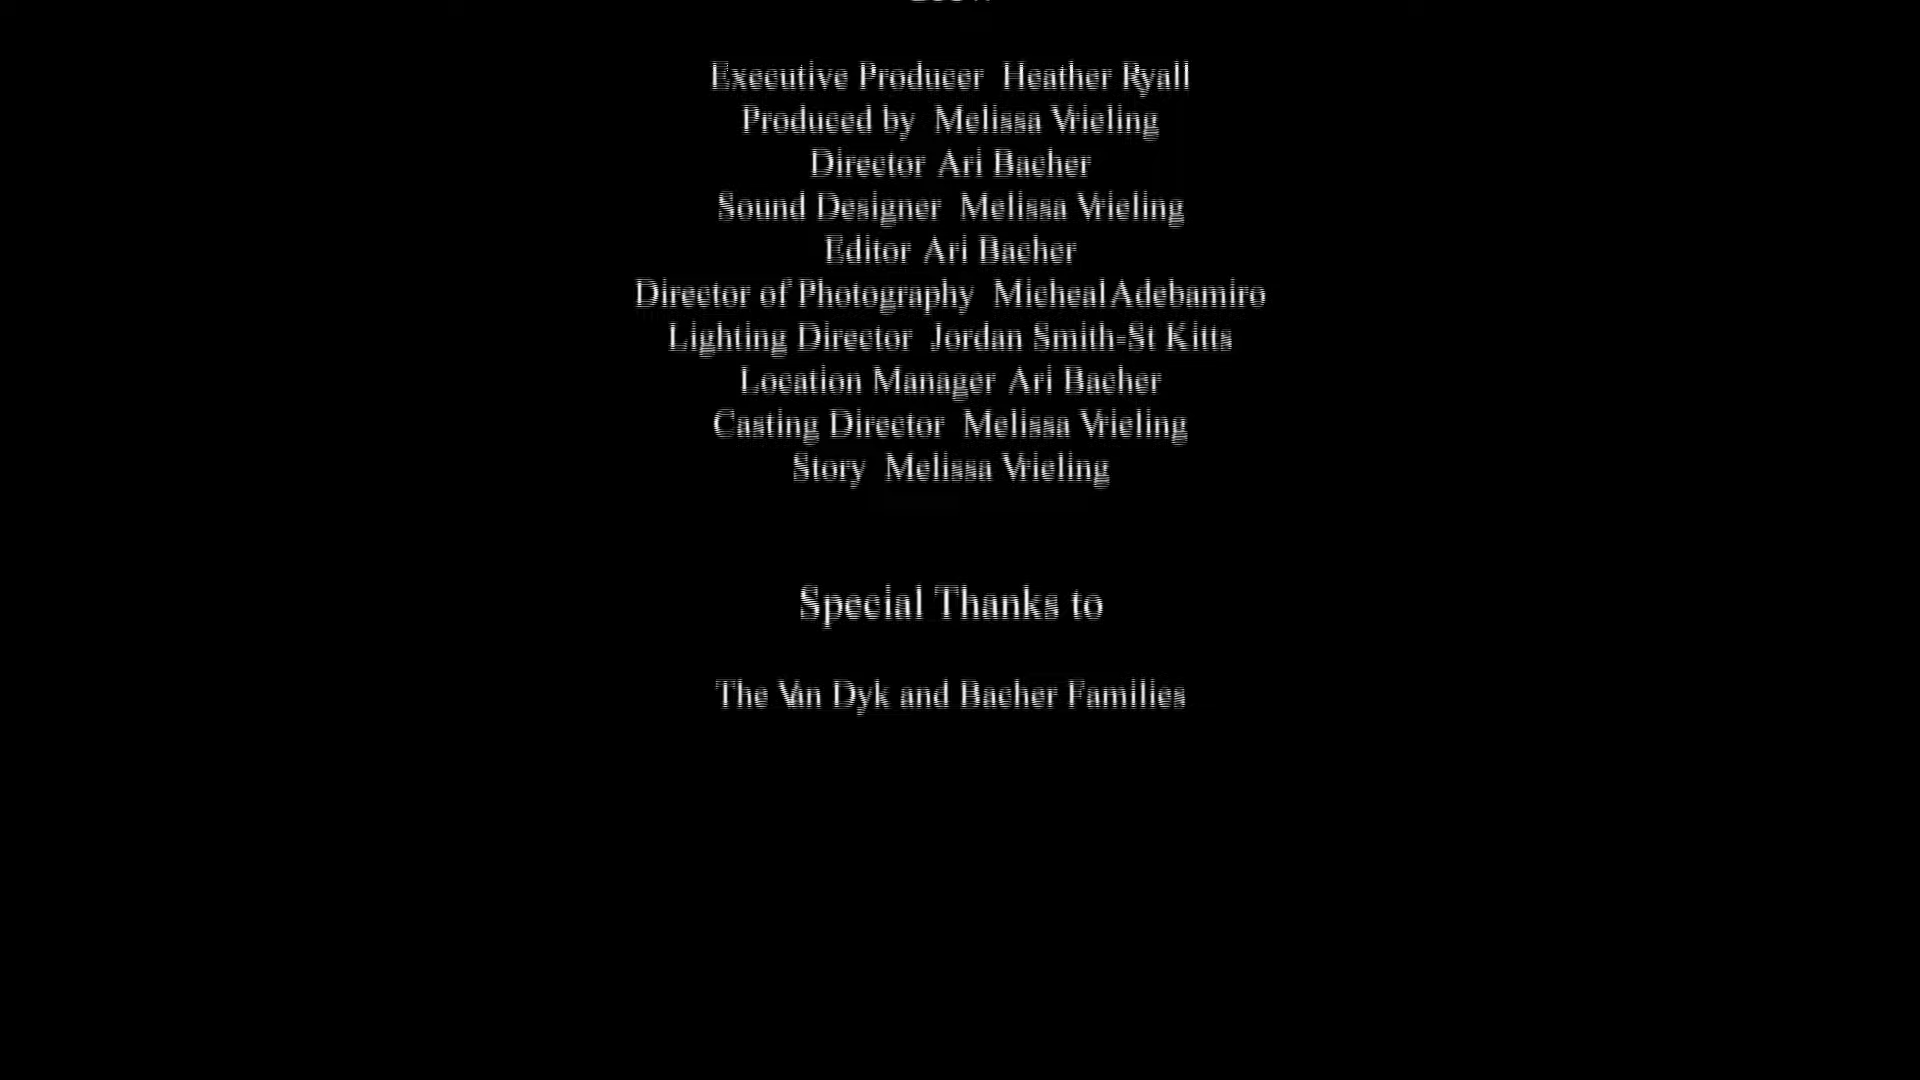 Executive Producer Heather Ryall
Produced by Melissa Vrieling
Director Ari Bacher
Sound Designer Melissa Vrieling
Editor Ari Bacher
Director of Photography Micheal Adebamiro
Lighting Director Jordan Smith-St Kitts
Location Manager Ari Bacher
Casting Director Melissa Vrieling
Story Melissa Vrieling
Special Thanks to
The Van Dyk and Bacher Families